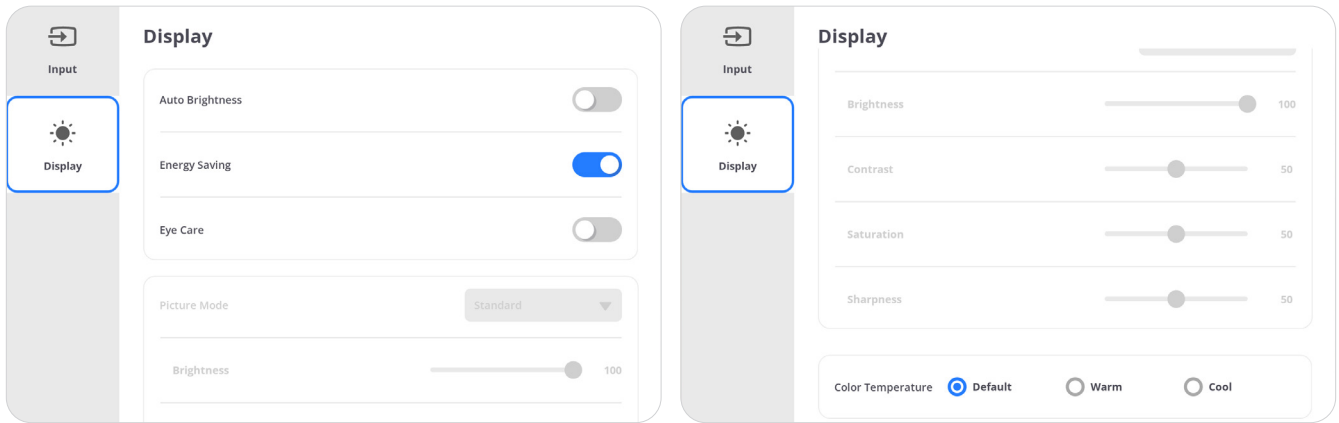 Input
Display
Display
Auto Brightness
Energy Saving
Eye Care
Picture Mode Standard
Brightness 100
Input
Display
Display
Brightness 100
Contrast 50
Saturation 50
Sharpness 50
Color Temperature Default Warm Cool